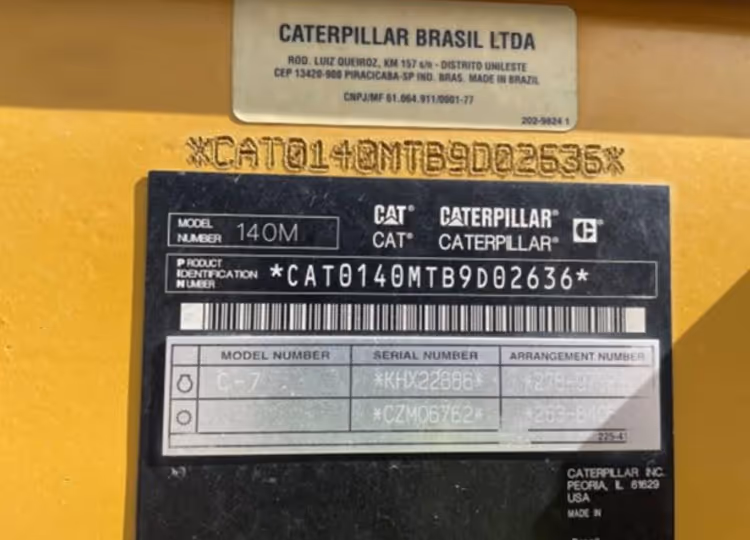 CATERPILLAR BRASIL LTDA
ROD. LUIZ QUEIROZ, KM 157 s/n - DISTRITO UNILESTE
CEP 13420-900 PIRACICABA-SP IND. BRAS. MADE IN BRAZIL
CNPJ/MF 61.064.911/0001-77
202-9824 1
*CAT0140MTB9D02636*
MODEL NUMBER 140M
CAT® CATERPILLAR®
CAT® CATERPILLAR®
PRODUCT IDENTIFICATION NUMBER *CAT0140MTB9D02636*
MODEL NUMBER SERIAL NUMBER ARRANGEMENT NUMBER
C-7 *KHX22886*
*CZM06762*
225-41
CATERPILLAR INC.
PEORIA, IL 61629
USA
MADE IN